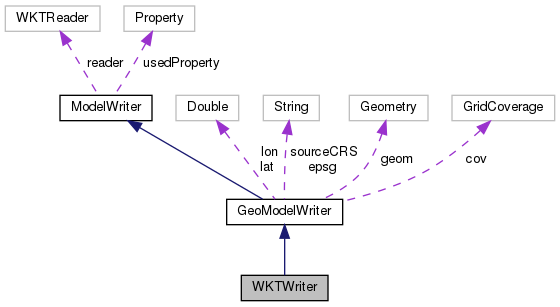 WKTReader
Property
reader
usedProperty
ModelWriter
Double
String
Geometry
GridCoverage
lon
lat
sourceCRS
epsg
geom
cov
GeoModelWriter
WKTWriter